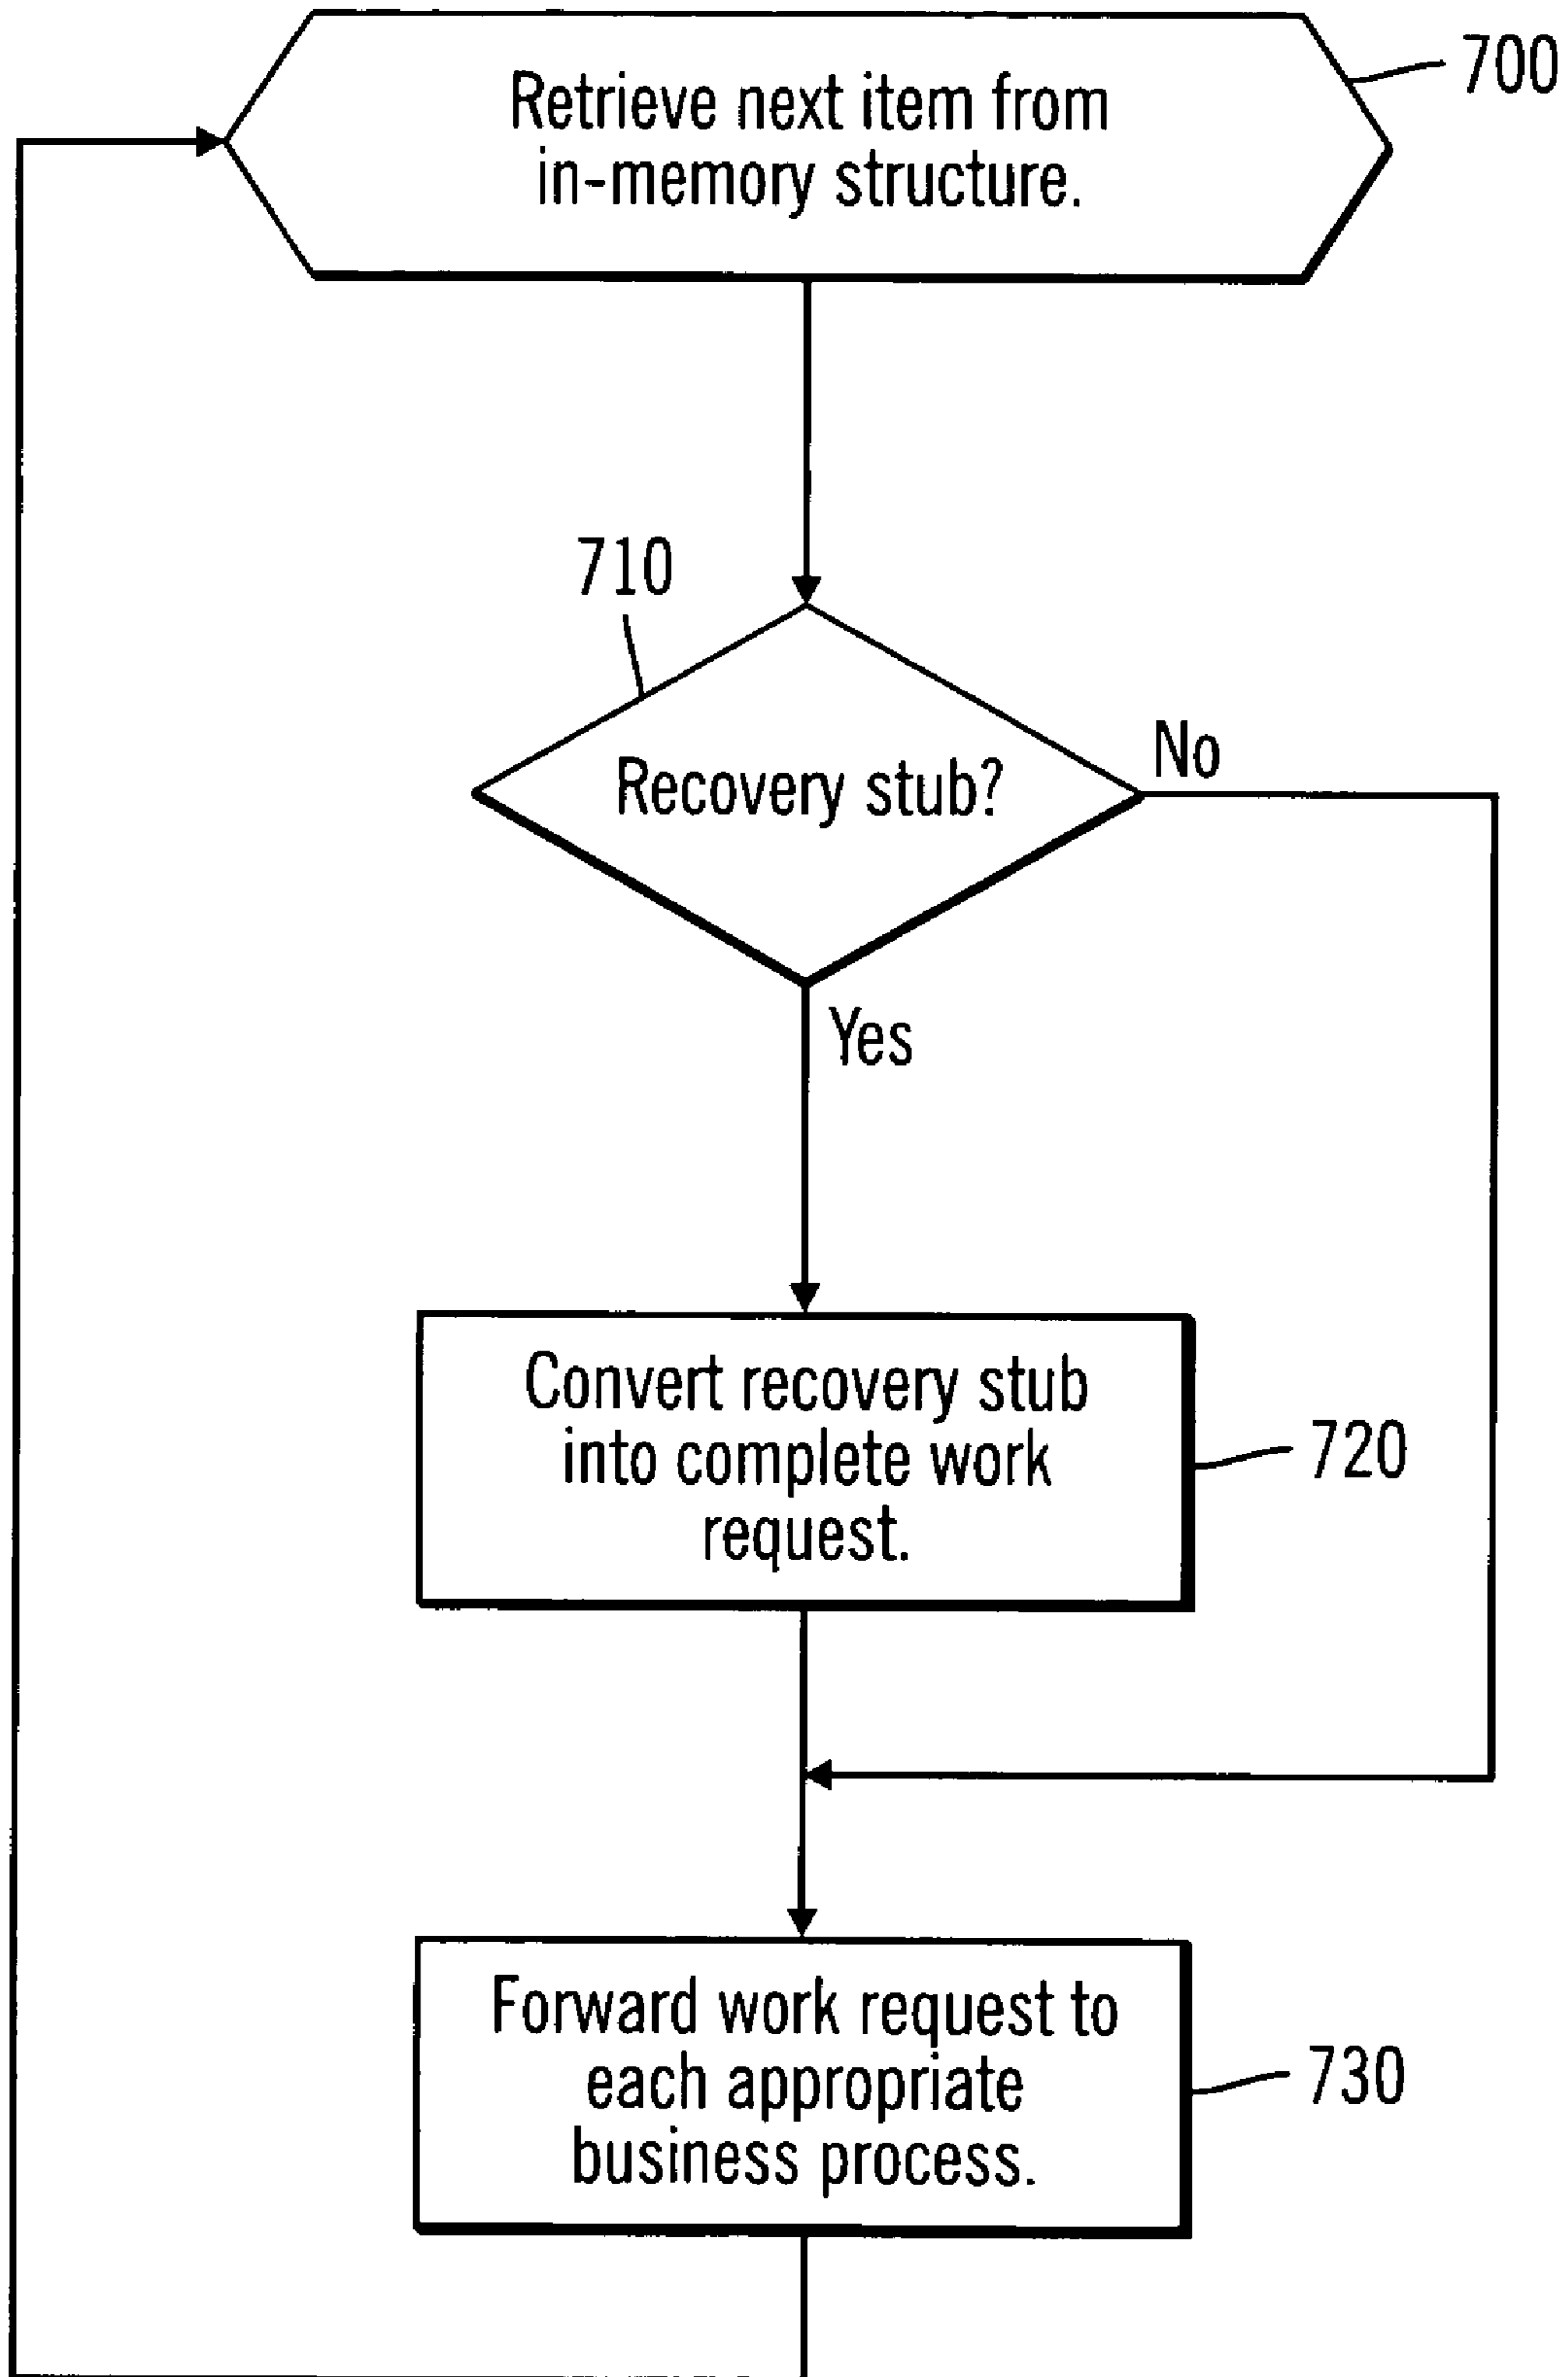 700
Retrieve next item from
in-memory structure.
710
Recovery stub?
No
Yes
Convert recovery stub
into complete work
request.
720
Forward work request to
each appropriate
business process.
730